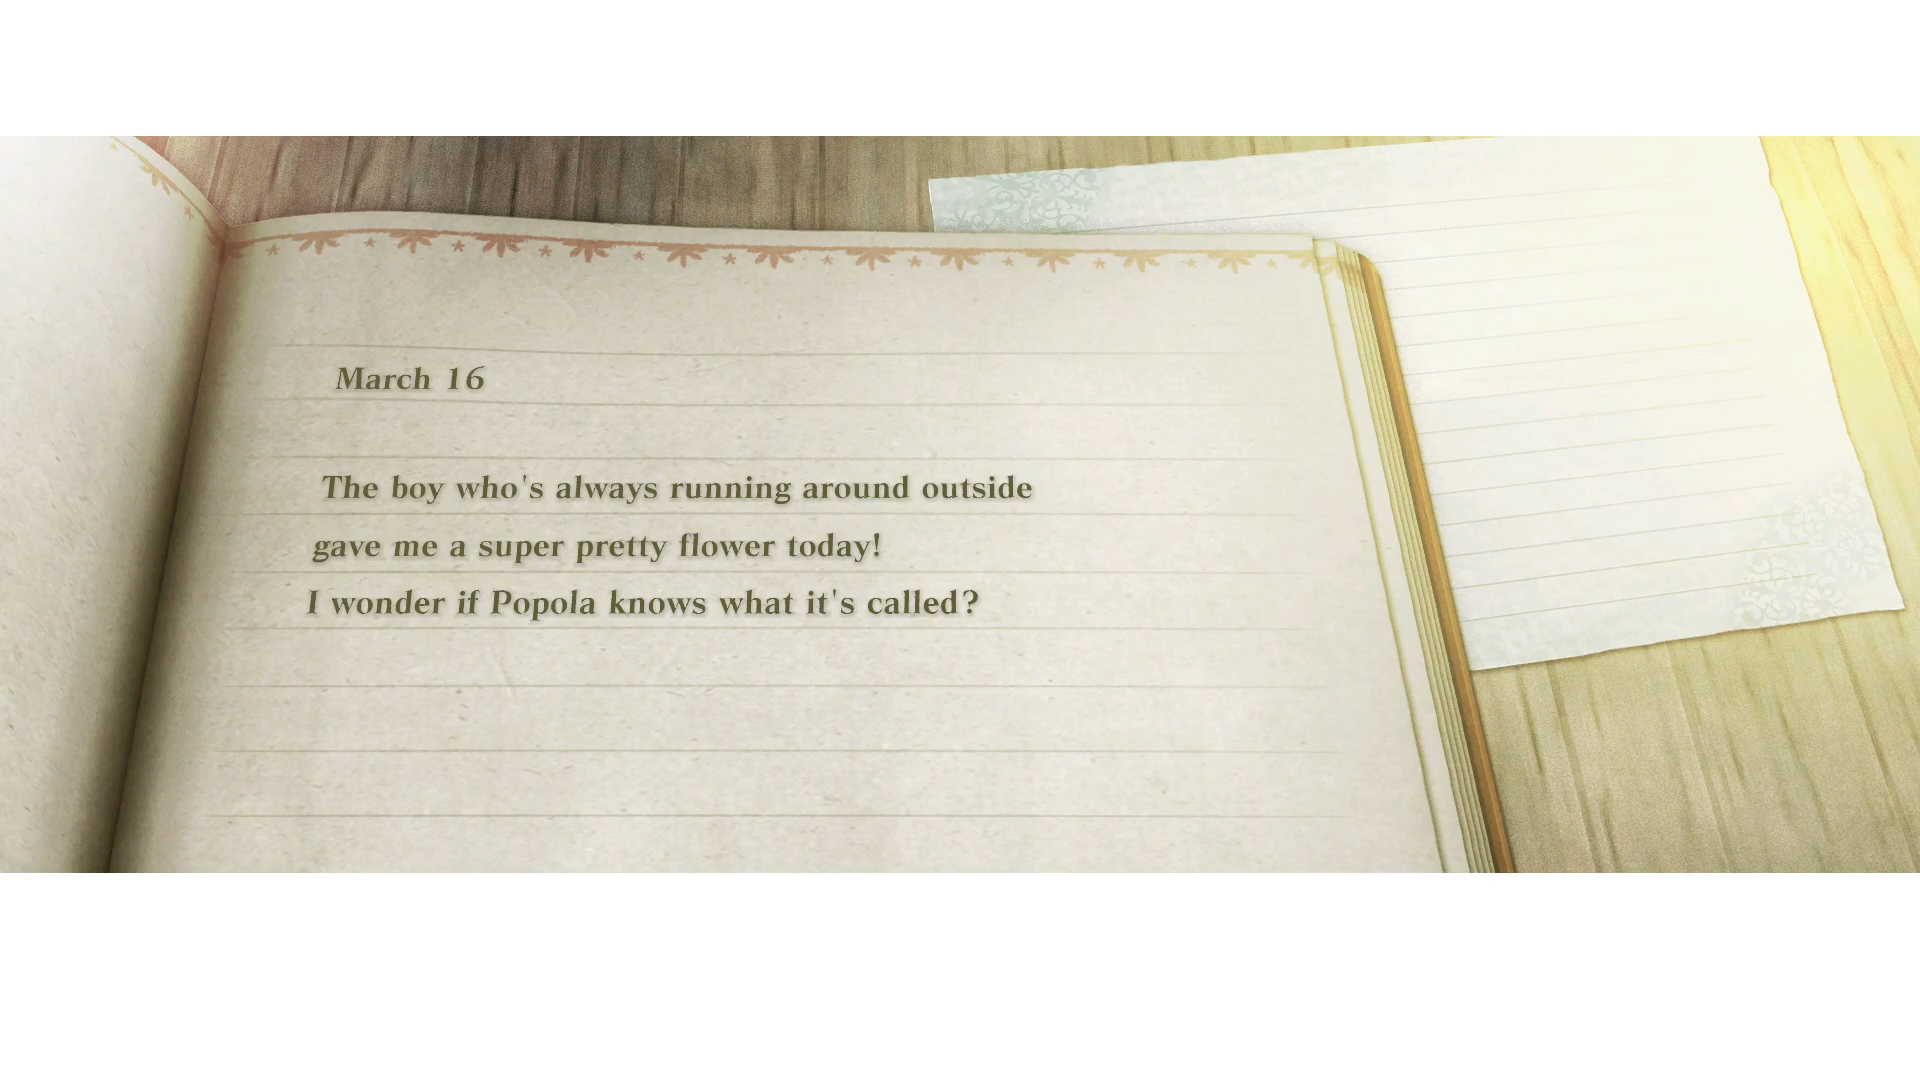 March 16
The boy who's always running around outside
gave me a super pretty flower today!
I wonder if Popola knows what it's called?